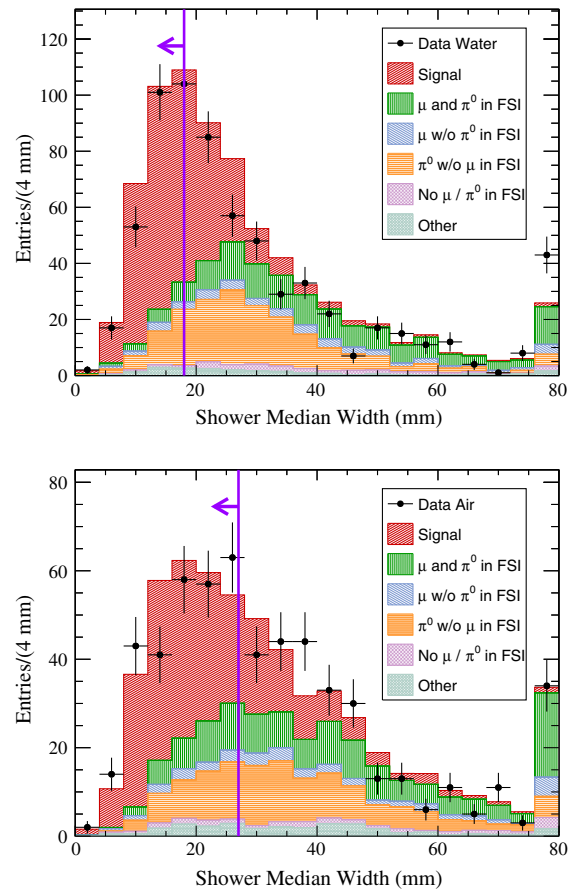 120
100
80
60
40
20
0
Entries/(4 mm)
Data Water
Signal
μ and π⁰ in FSI
μ w/o π⁰ in FSI
π⁰ w/o μ in FSI
No μ / π⁰ in FSI
Other
0 20 40 60 80
Shower Median Width (mm)
80
60
40
20
0
Entries/(4 mm)
Data Air
Signal
μ and π⁰ in FSI
μ w/o π⁰ in FSI
π⁰ w/o μ in FSI
No μ / π⁰ in FSI
Other
0 20 40 60 80
Shower Median Width (mm)